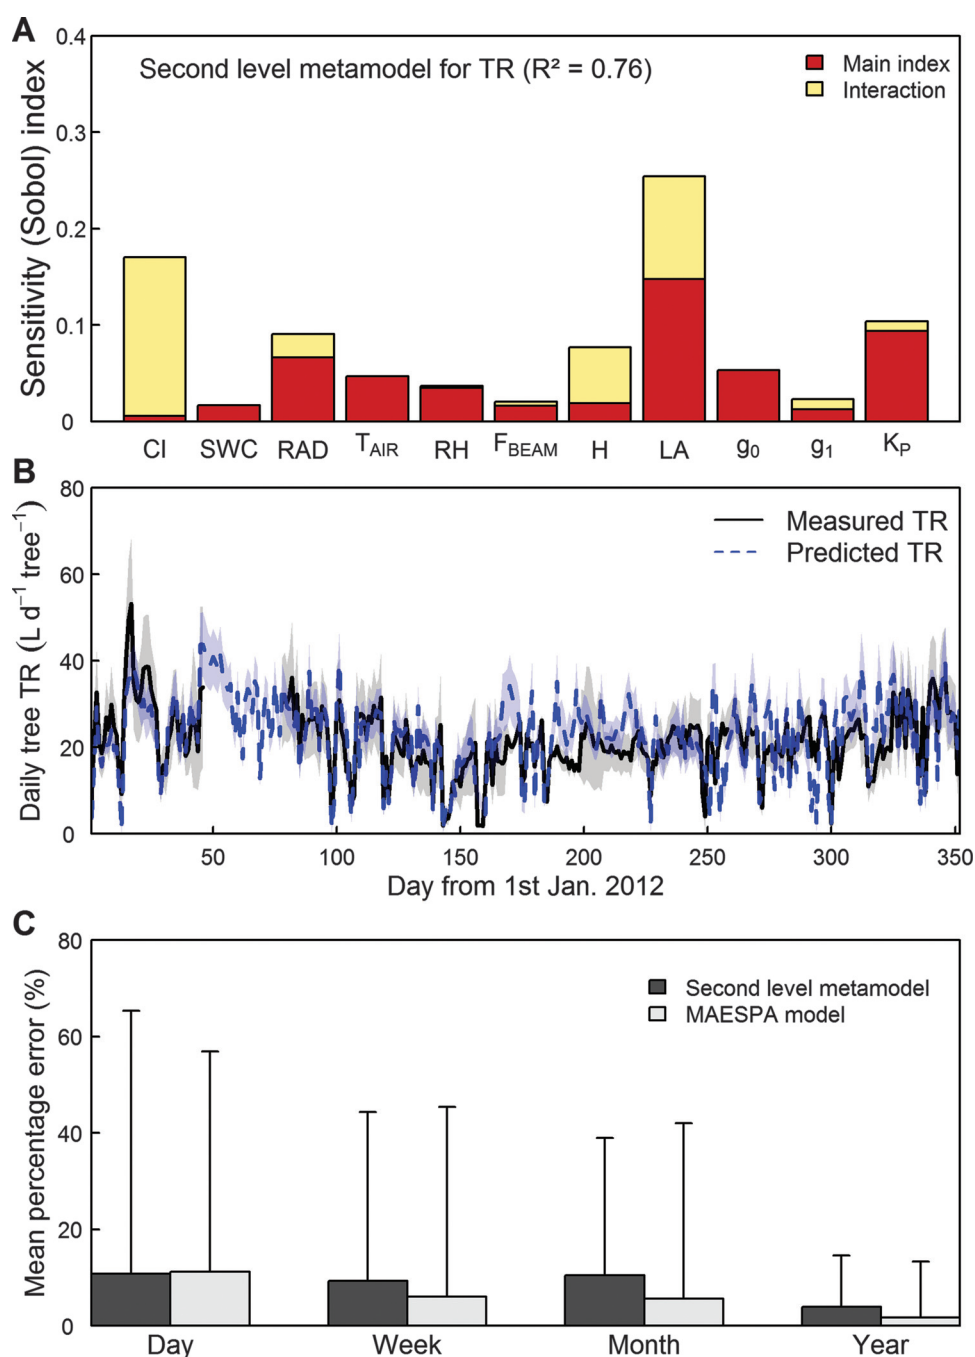 A
Second level metamodel for TR (R² = 0.76)
Main index
Interaction
Sensitivity (Sobol) index
0.4
0.3
0.2
0.1
0
CI SWC RAD T_AIR RH F_BEAM H LA g₀ g₁ K_P
B
Measured TR
Predicted TR
Daily tree TR (L d⁻¹ tree⁻¹)
80
60
40
20
0
50 100 150 200 250 300 350
Day from 1st Jan. 2012
C
Second level metamodel
MAESPA model
Mean percentage error (%)
80
60
40
20
0
Day Week Month Year